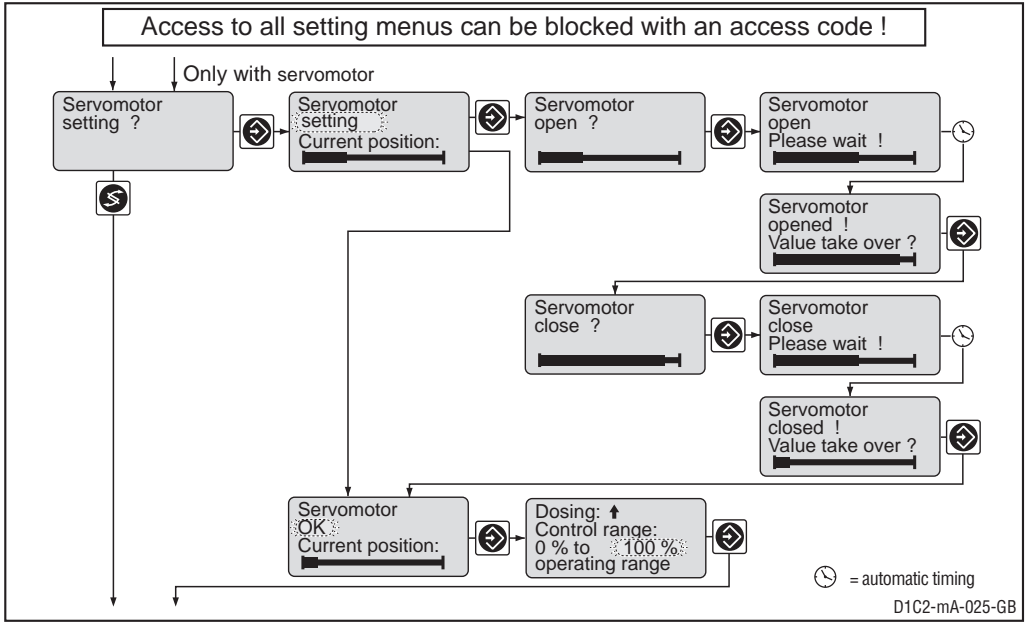 Access to all setting menus can be blocked with an access code !
Only with servomotor
Servomotor
setting ?
Servomotor
setting
Current position:
Servomotor
open ?
Servomotor
open
Please wait !
Servomotor
opened !
Value take over ?
Servomotor
close ?
Servomotor
close
Please wait !
Servomotor
closed !
Value take over ?
Servomotor
OK
Current position:
Dosing:
Control range:
0 % to 100 %
operating range
= automatic timing
D1C2-mA-025-GB